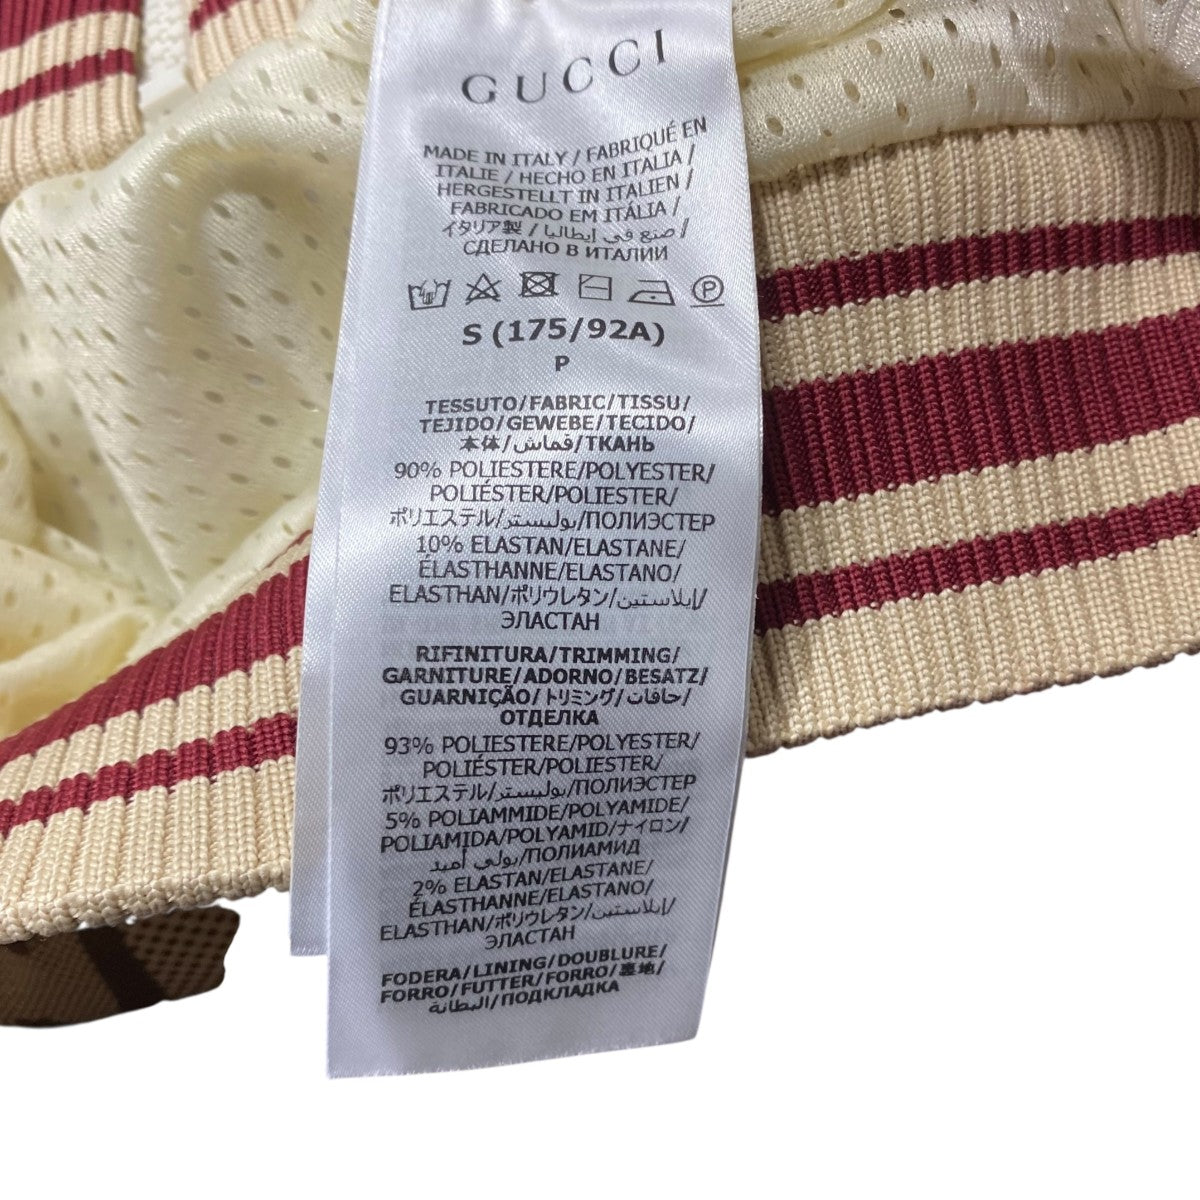 GUCCI
MADE IN ITALY / FABRIQUÉ EN
ITALIE / HECHO EN ITALIA /
HERGESTELLT IN ITALIEN /
FABRICADO EM ITÁLIA /
イタリア製 / صنع في إيطاليا /
СДЕЛАНО В ИТАЛИИ
P
S (175/92A)
P
TESSUTO/FABRIC/TISSU/
TEJIDO/GEWEBE/TECIDO/
本体/قماش/ТКАНЬ
90% POLIESTERE/POLYESTER/
POLIÉSTER/POLIESTER/
ポリエステル/بوليستر/ПОЛИЭСТЕР
10% ELASTAN/ELASTANE/
ÉLASTHANNE/ELASTANO/
ELASTHAN/ポリウレタン/إيلاستين/
ЭЛАСТАН
RIFINITURA/TRIMMING/
GARNITURE/ADORNO/BESATZ/
GUARNIÇÃO/トリミング/حافات/
ОТДЕЛКА
93% POLIESTERE/POLYESTER/
POLIÉSTER/POLIESTER/
ポリエステル/بوليستر/ПОЛИЭСТЕР
5% POLIAMMIDE/POLYAMIDE/
POLIAMIDA/POLYAMID/ナイロン/
بولي أميد/ПОЛИАМИД
2% ELASTAN/ELASTANE/
ÉLASTHANNE/ELASTANO/
ELASTHAN/ポリウレタン/إيلاستين/
ЭЛАСТАН
FODERA/LINING/DOUBLURE/
FORRO/FUTTER/FORRO/裏地/
البطانة/ПОДКЛАДКА